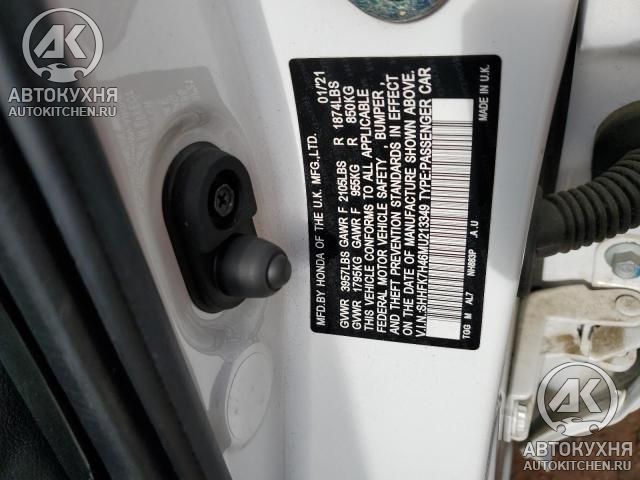 MFD.BY HONDA OF THE U.K. MFG.,LTD. 01/'21
GVWR 3957LBS GAWR F 2105LBS R 1874LBS
GVWR 1795KG GAWR F 955KG R 850KG
THIS VEHICLE CONFORMS TO ALL APPLICABLE
FEDERAL MOTOR VEHICLE SAFETY , BUMPER,
AND THEFT PREVENTION STANDARDS IN EFFECT
ON THE DATE OF MANUFACTURE SHOWN ABOVE.
V.I.N.:SHHFK7H46MU213349 TYPE:PASSENGER CAR
TGG M AL7 NH883P .A.U MADE IN U.K.
АК
АВТОКУХНЯ
AUTOKITCHEN.RU
АК
АВТОКУХНЯ
AUTOKITCHEN.RU